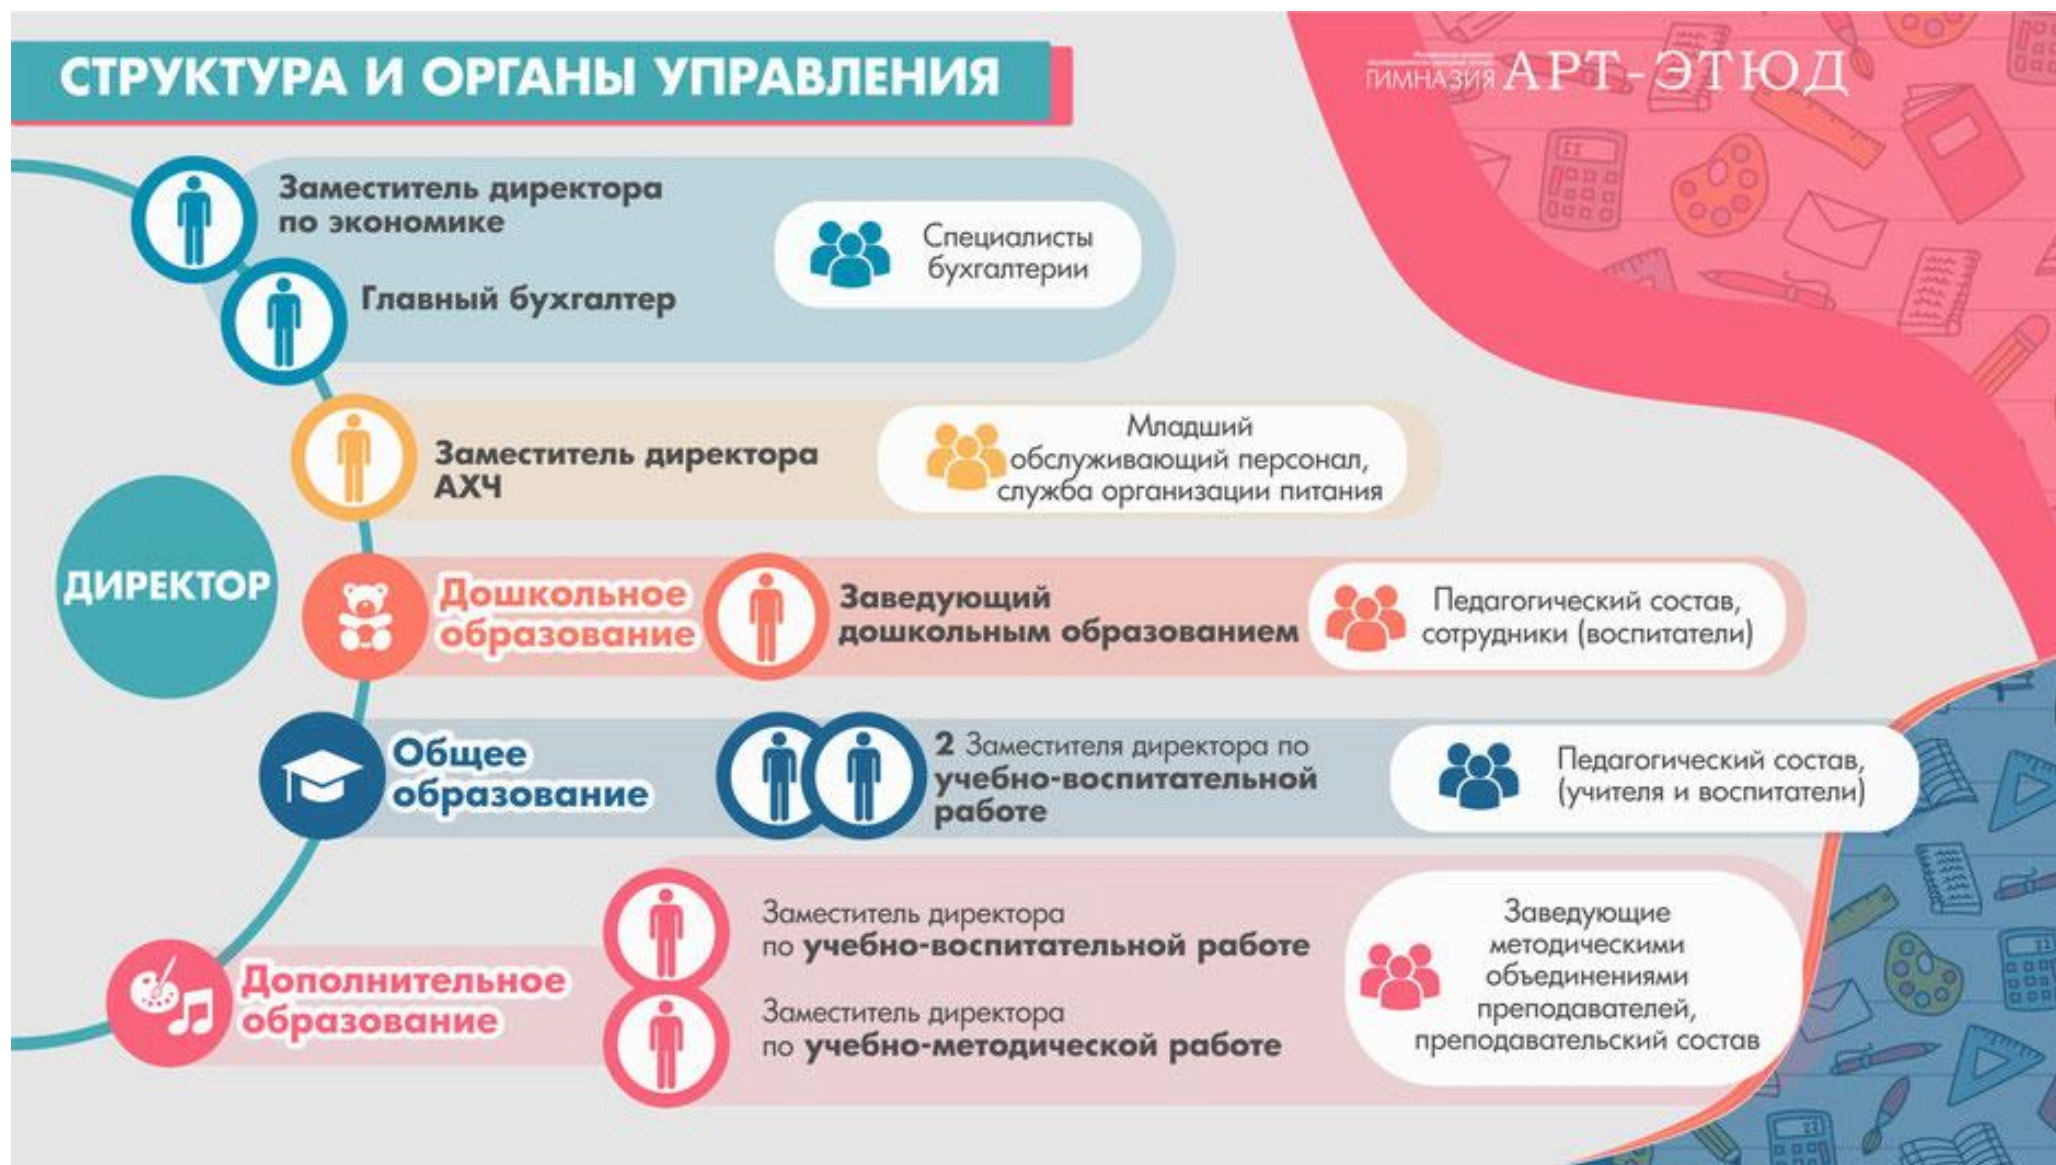 СТРУКТУРА И ОРГАНЫ УПРАВЛЕНИЯ
ГИМНАЗИЯ АРТ-ЭТЮД
Заместитель директора
по экономике
Главный бухгалтер
Специалисты
бухгалтерии
Заместитель директора
АХЧ
Младший
обслуживающий персонал,
служба организации питания
ДИРЕКТОР
Дошкольное
образование
Заведующий
дошкольным образованием
Педагогический состав,
сотрудники (воспитатели)
Общее
образование
2 Заместителя директора по
учебно-воспитательной
работе
Педагогический состав,
(учителя и воспитатели)
Дополнительное
образование
Заместитель директора
по учебно-воспитательной работе
Заместитель директора
по учебно-методической работе
Заведующие
методическими
объединениями
преподавателей,
преподавательский состав